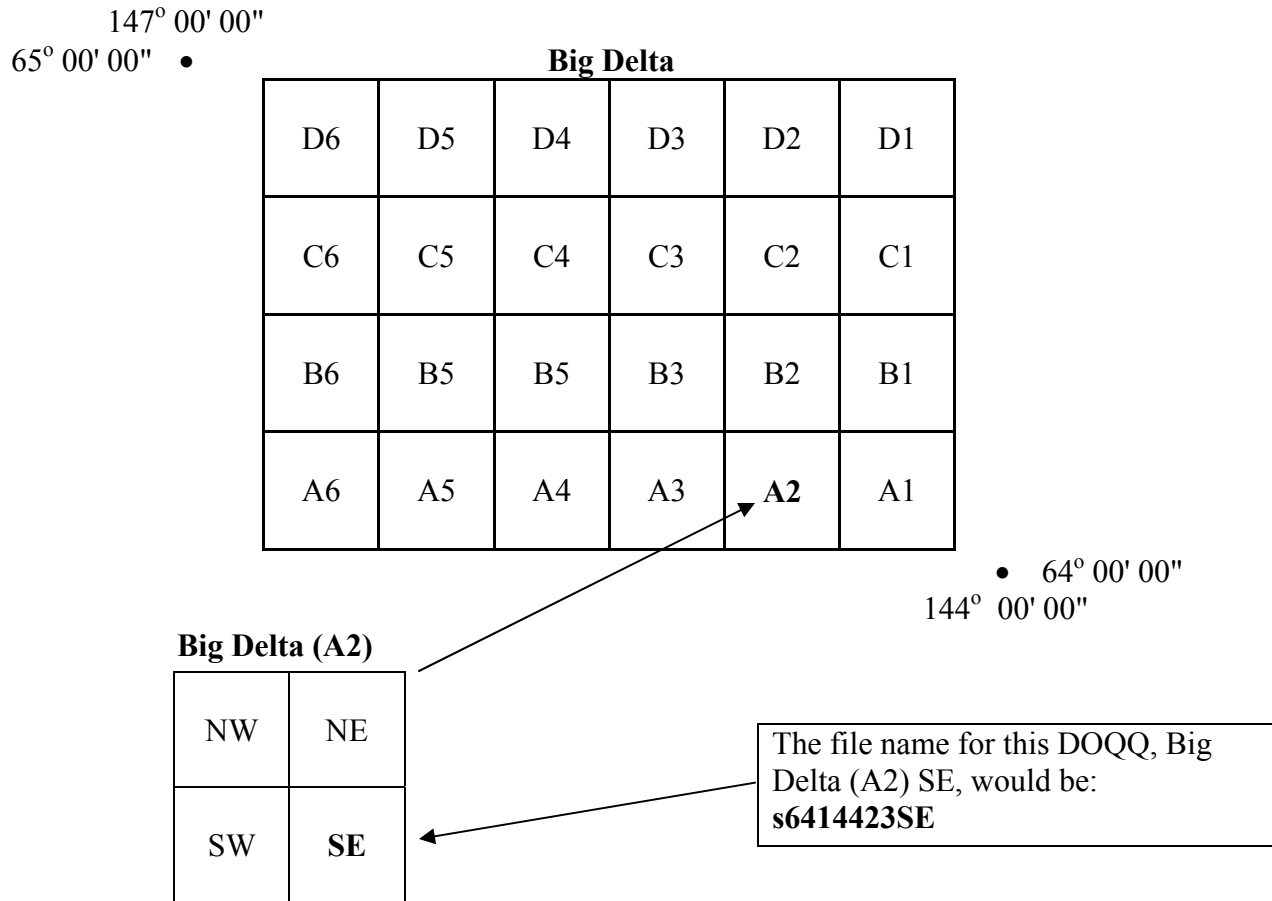 147° 00' 00"
65° 00' 00" •
Big Delta
D6 D5 D4 D3 D2 D1
C6 C5 C4 C3 C2 C1
B6 B5 B5 B3 B2 B1
A6 A5 A4 A3 A2 A1
• 64° 00' 00"
144° 00' 00"
Big Delta (A2)
NW NE
SW SE
The file name for this DOQQ, Big
Delta (A2) SE, would be:
s6414423SE